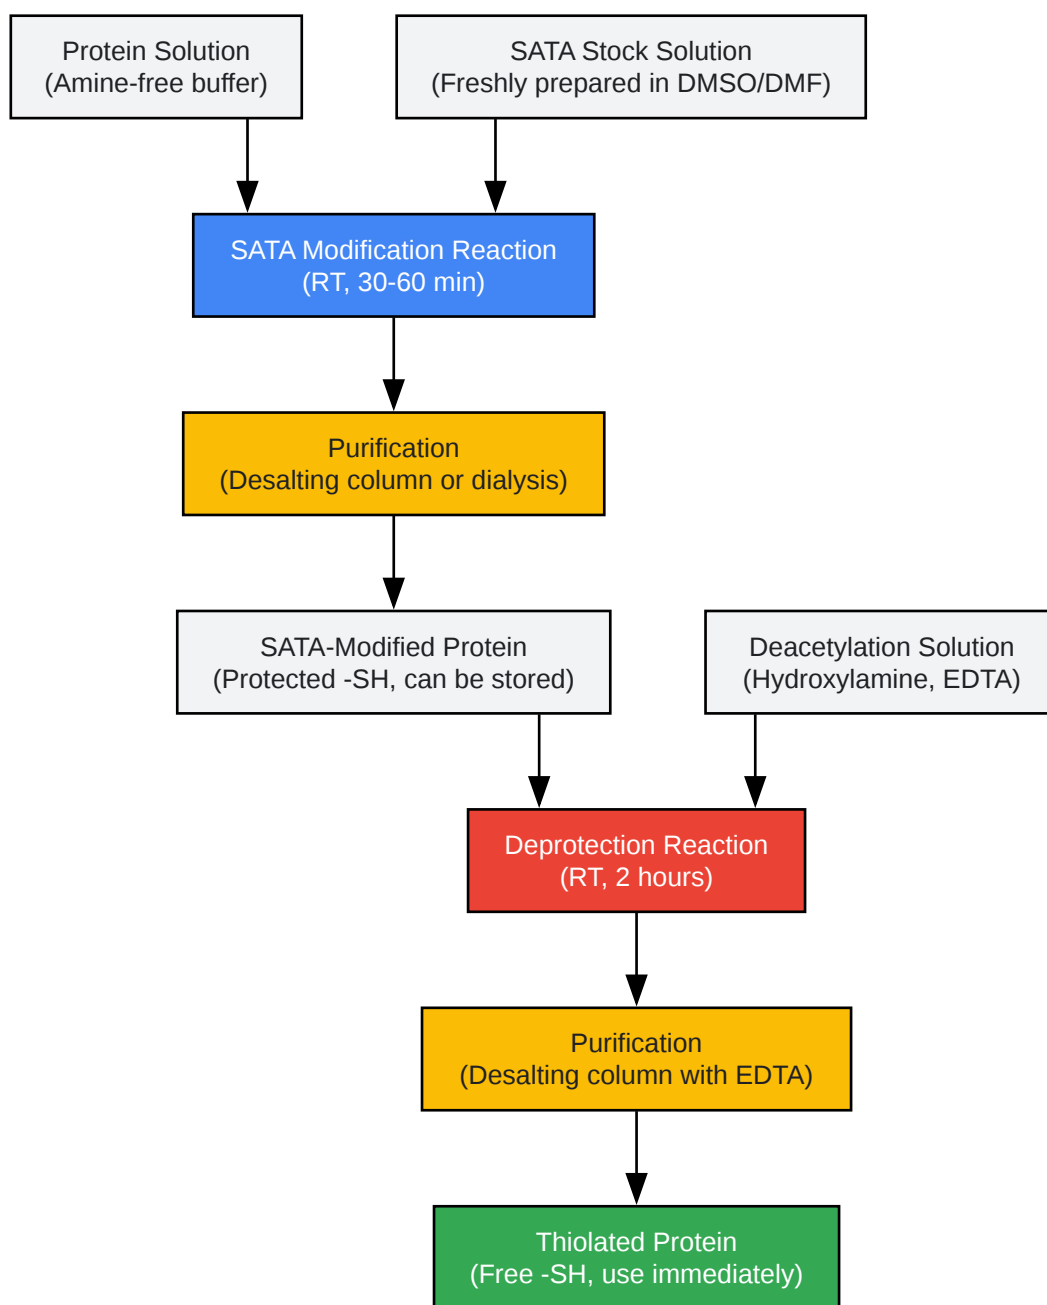 Protein Solution
(Amine-free buffer)
SATA Stock Solution
(Freshly prepared in DMSO/DMF)
SATA Modification Reaction
(RT, 30-60 min)
Purification
(Desalting column or dialysis)
SATA-Modified Protein
(Protected -SH, can be stored)
Deacetylation Solution
(Hydroxylamine, EDTA)
Deprotection Reaction
(RT, 2 hours)
Purification
(Desalting column with EDTA)
Thiolated Protein
(Free -SH, use immediately)